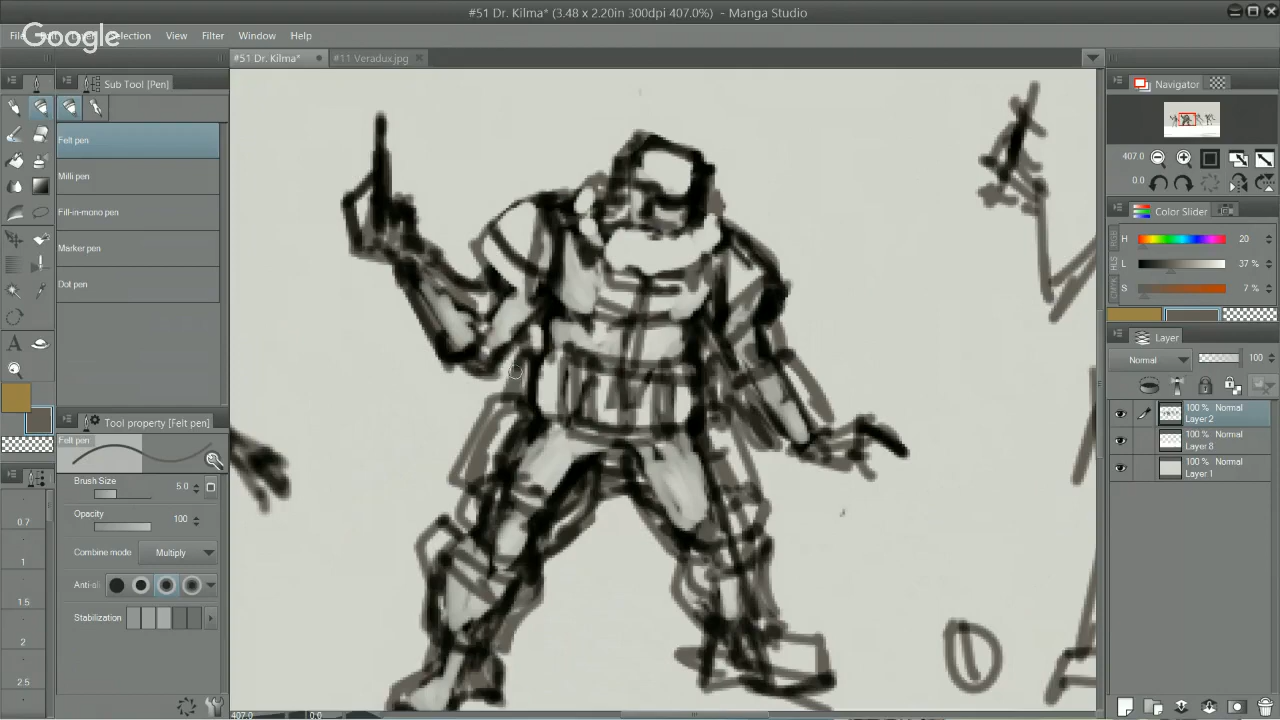 #51 Dr. Kilma* (3.48 x 2.20in 300dpi 407.0%) - Manga Studio
Google
File Selection View Filter Window Help
#51 Dr. Kilma* #11 Veradux.jpg
Sub Tool [Pen]
Felt pen
Milli pen
Fill-in-mono pen
Marker pen
Dot pen
Tool property [Felt pen]
Felt pen
Brush Size 5.0
Opacity 100
Combine mode Multiply
Stabilization
0.7
1
1.5
2
2.5
407.0 0.0
Navigator
407.0
0.0
Color Slider
H 20
L 37 %
S 7 %
Layer
Normal 100
100 % Normal
Layer 2
100 % Normal
Layer 8
100 % Normal
Layer 1